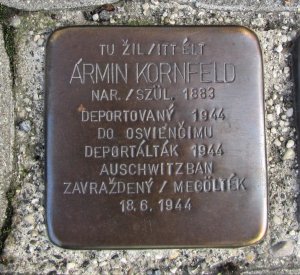 TU ŽIL/ITT ÉLT
ÁRMIN KORNFELD
NAR./SZÜL. 1883
DEPORTOVANÝ 1944
DO OSVIENČIMU
DEPORTÁLTÁK 1944
AUSCHWITZBAN
ZAVRAŽDENÝ/MEGÖLTÉK
18.6.1944